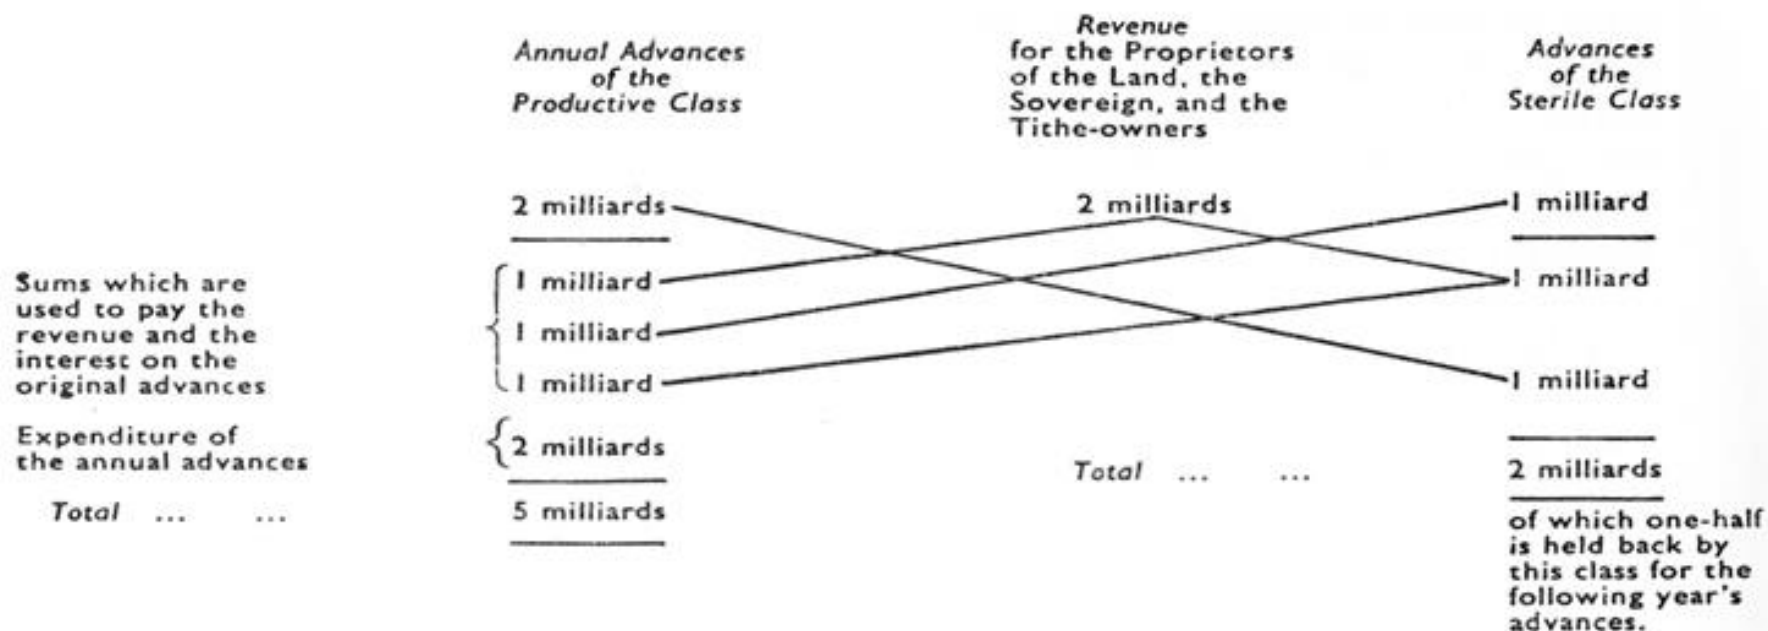 Annual Advances
of the
Productive Class
Revenue
for the Proprietors
of the Land, the
Sovereign, and the
Tithe-owners
Advances
of the
Sterile Class
2 milliards
2 milliards
1 milliard
Sums which are
used to pay the
revenue and the
interest on the
original advances
1 milliard
1 milliard
1 milliard
1 milliard
1 milliard
Expenditure of
the annual advances
2 milliards
Total ... ...
5 milliards
Total ... ...
2 milliards
of which one-half
is held back by
this class for the
following year's
advances.